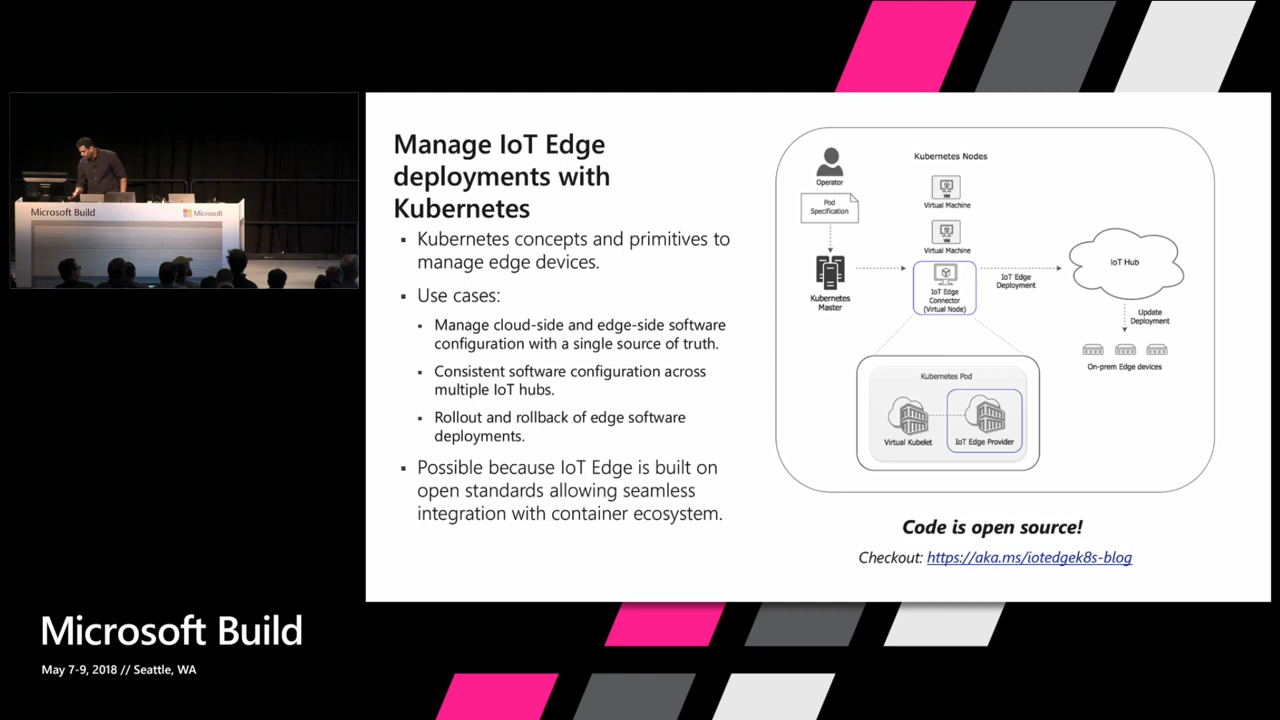 Microsoft Build
Microsoft
Manage IoT Edge
deployments with
Kubernetes
Kubernetes concepts and primitives to
manage edge devices.
Use cases:
Manage cloud-side and edge-side software
configuration with a single source of truth.
Consistent software configuration across
multiple IoT hubs.
Rollout and rollback of edge software
deployments.
Possible because IoT Edge is built on
open standards allowing seamless
integration with container ecosystem.
Operator
Pod
Specification
Kubernetes
Master
Kubernetes Nodes
VM
Virtual Machine
VM
Virtual Machine
IoT Edge
Connector
(Virtual Node)
IoT Edge
Deployment
IoT Hub
Update
Deployment
On-prem Edge devices
Kubernetes Pod
Virtual Kubelet
IoT Edge Provider
Code is open source!
Checkout: https://aka.ms/iotedgek8s-blog
Microsoft Build
May 7-9, 2018 // Seattle, WA